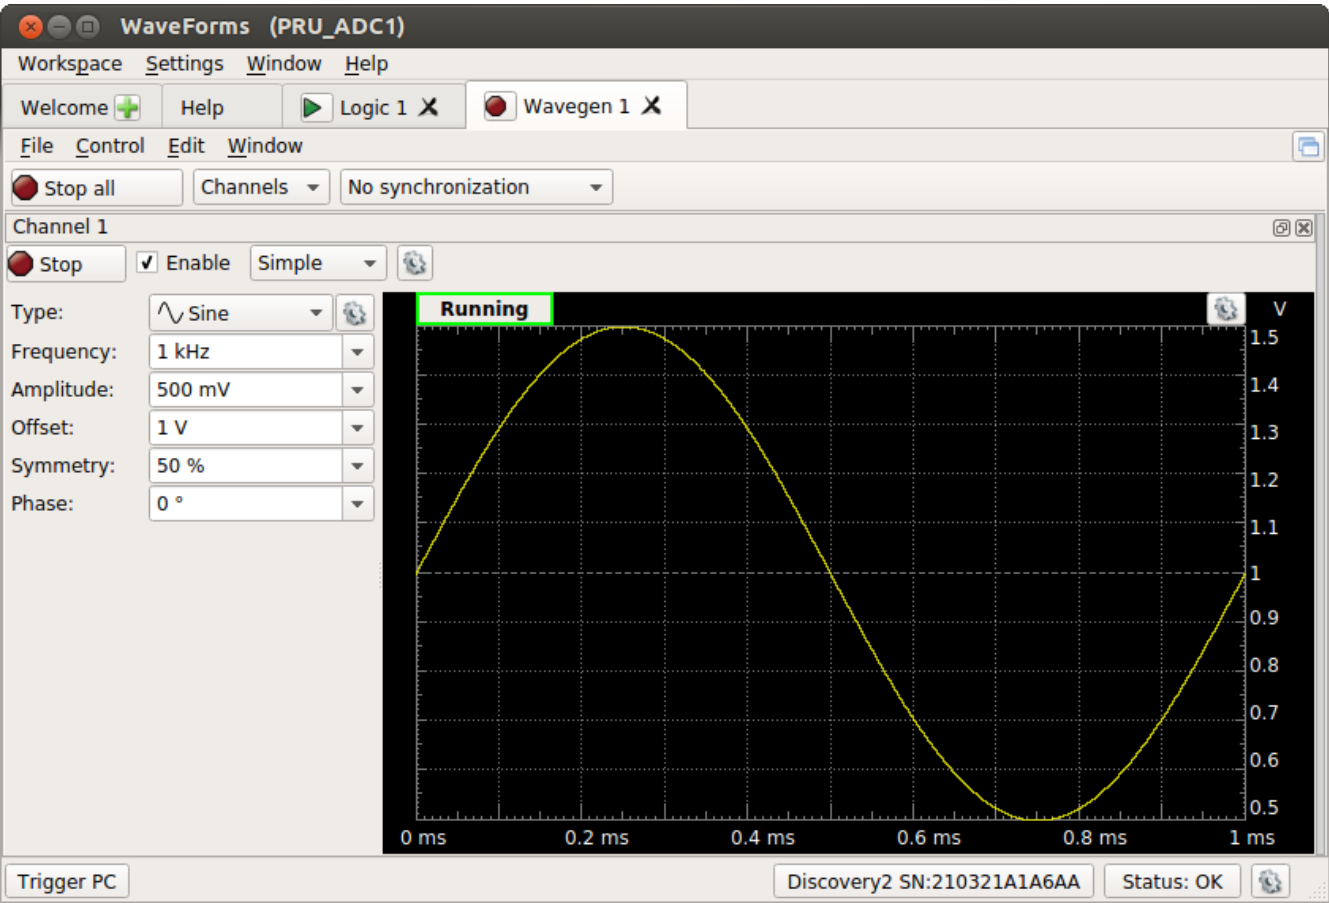 WaveForms (PRU_ADC1)
Workspace Settings Window Help
Welcome Help Logic 1 Wavegen 1
File Control Edit Window
Stop all Channels No synchronization
Channel 1
Stop Enable Simple
Type: Sine
Frequency: 1 kHz
Amplitude: 500 mV
Offset: 1 V
Symmetry: 50 %
Phase: 0 °
Running V
1.5
1.4
1.3
1.2
1.1
1
0.9
0.8
0.7
0.6
0.5
0 ms 0.2 ms 0.4 ms 0.6 ms 0.8 ms 1 ms
Trigger PC Discovery2 SN:210321A1A6AA Status: OK